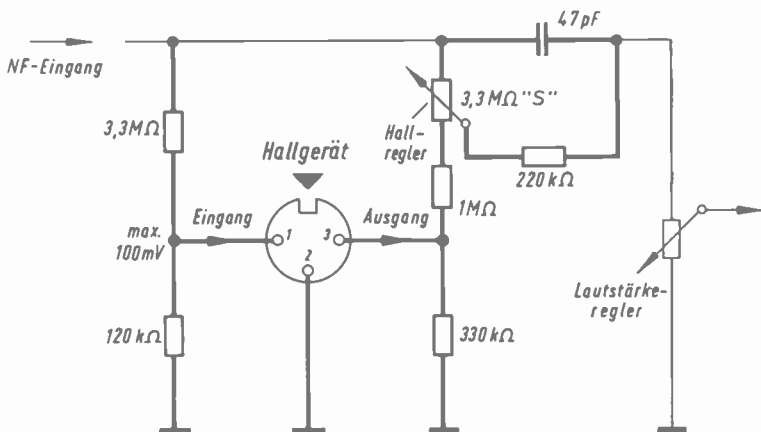 47pF
NF-Eingang
3,3MΩ
3,3MΩ"S"
Hall-
regler
Hallgerät
220kΩ
1MΩ
max.
100mV
Eingang
Ausgang
1
3
2
120kΩ
330kΩ
Lautstärke-
regler